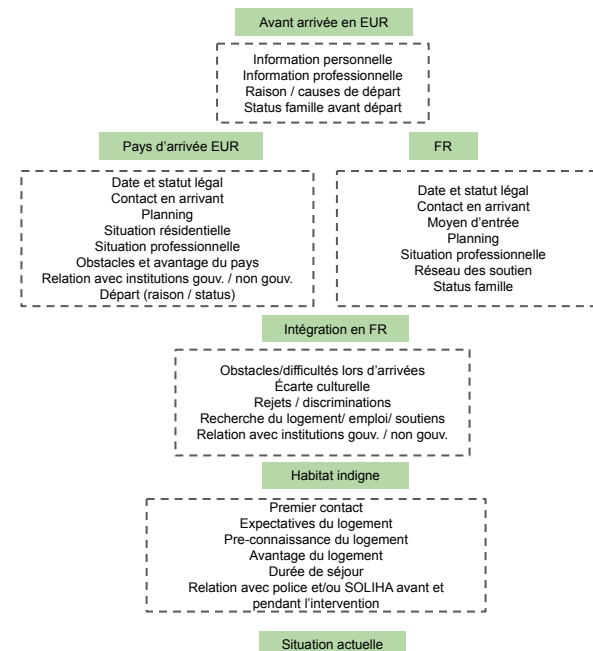 Avant arrivée en EUR
Information personnelle
Information professionnelle
Raison / causes de départ
Status famille avant départ
Pays d'arrivée EUR
Date et statut légal
Contact en arrivant
Planning
Situation résidentielle
Situation professionnelle
Obstacles et avantage du pays
Relation avec institutions gouv. / non gouv.
Départ (raison / status)
FR
Date et statut légal
Contact en arrivant
Moyen d'entrée
Planning
Situation professionnelle
Réseau des soutien
Status famille
Intégration en FR
Obstacles/difficultés lors d'arrivées
Écarte culturelle
Rejets / discriminations
Recherche du logement/ emploi/ soutiens
Relation avec institutions gouv. / non gouv.
Habitat indigne
Premier contact
Expectatives du logement
Pre-connaissance du logement
Avantage du logement
Durée de séjour
Relation avec police et/ou SOLIHA avant et
pendant l'intervention
Situation actuelle